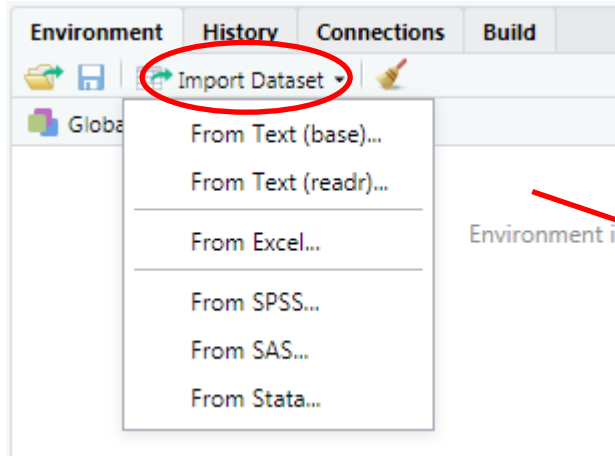 Environment History Connections Build
Import Dataset
Globa
From Text (base)...
From Text (readr)...
From Excel...
Environment i
From SPSS...
From SAS...
From Stata...